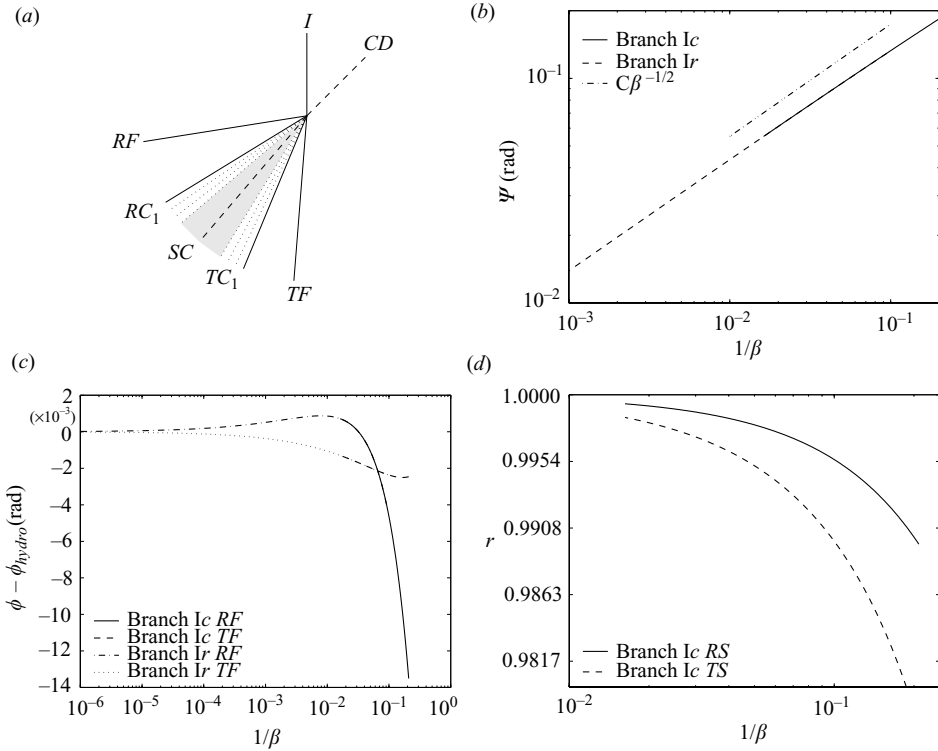 (a)
I
CD
RF
RC1
SC
TC1
TF
(b)
Branch Ic
Branch Ir
Cβ−1/2
10−1
Ψ (rad)
10−2
10−3
10−2
10−1
1/β
(c)
2
(×10−3)
0
−2
−4
−6
−8
−10
−12
−14
ϕ − ϕhydro(rad)
Branch Ic RF
Branch Ic TF
Branch Ir RF
Branch Ir TF
10−6
10−5
10−4
10−3
10−2
10−1
100
1/β
(d)
1.0000
0.9954
0.9908
r
0.9863
0.9817
Branch Ic RS
Branch Ic TS
10−2
10−1
1/β